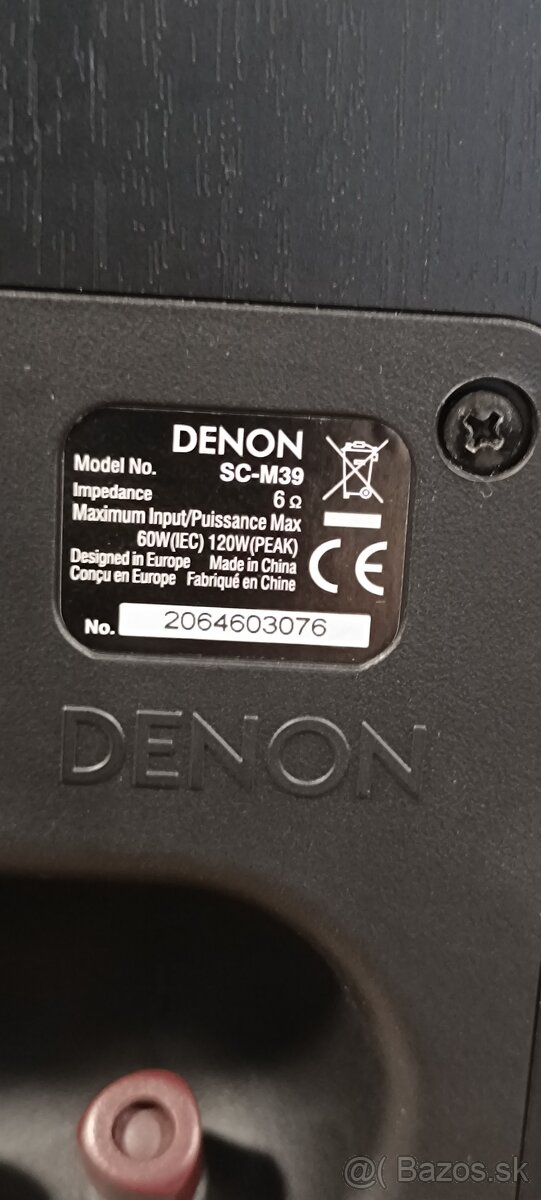 DENON
Model No. SC-M39
Impedance 6 Ω
Maximum Input/Puissance Max
60W(IEC) 120W(PEAK)
Designed in Europe Made in China
Conçu en Europe Fabriqué en Chine
CE
No. 2064603076
DENON
@( Bazos.sk